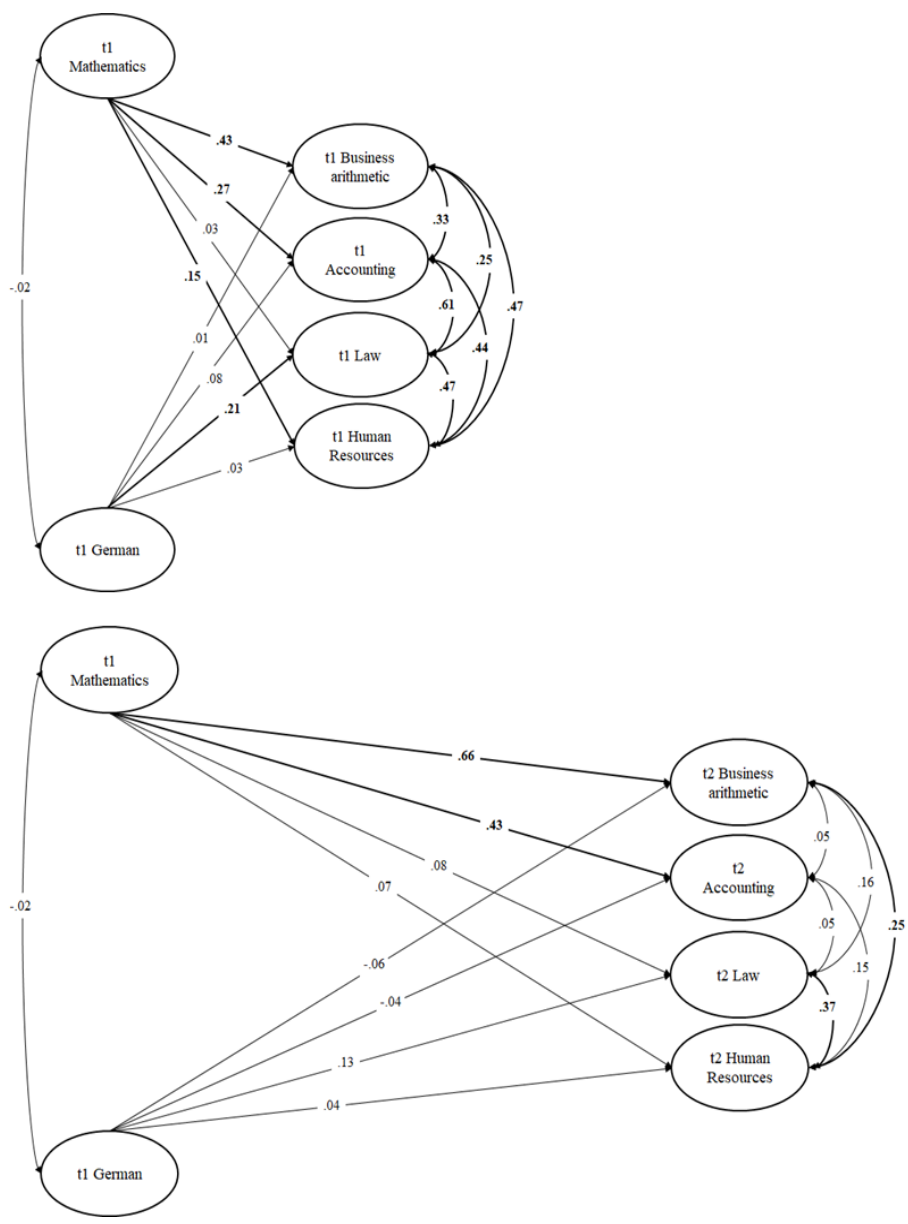 t1
Mathematics
.43
t1 Business
arithmetic
.27
.33
.03
t1
Accounting
.25
.15
-.02
.61
.47
.01
.44
t1 Law
.08
.47
.21
t1 Human
Resources
.03
t1 German
t1
Mathematics
.66
t2 Business
arithmetic
.43
.05
.08
t2
Accounting
.07
.16
-.02
.05
.25
-.06
.15
t2 Law
-.04
.37
.13
t2 Human
Resources
.04
t1 German